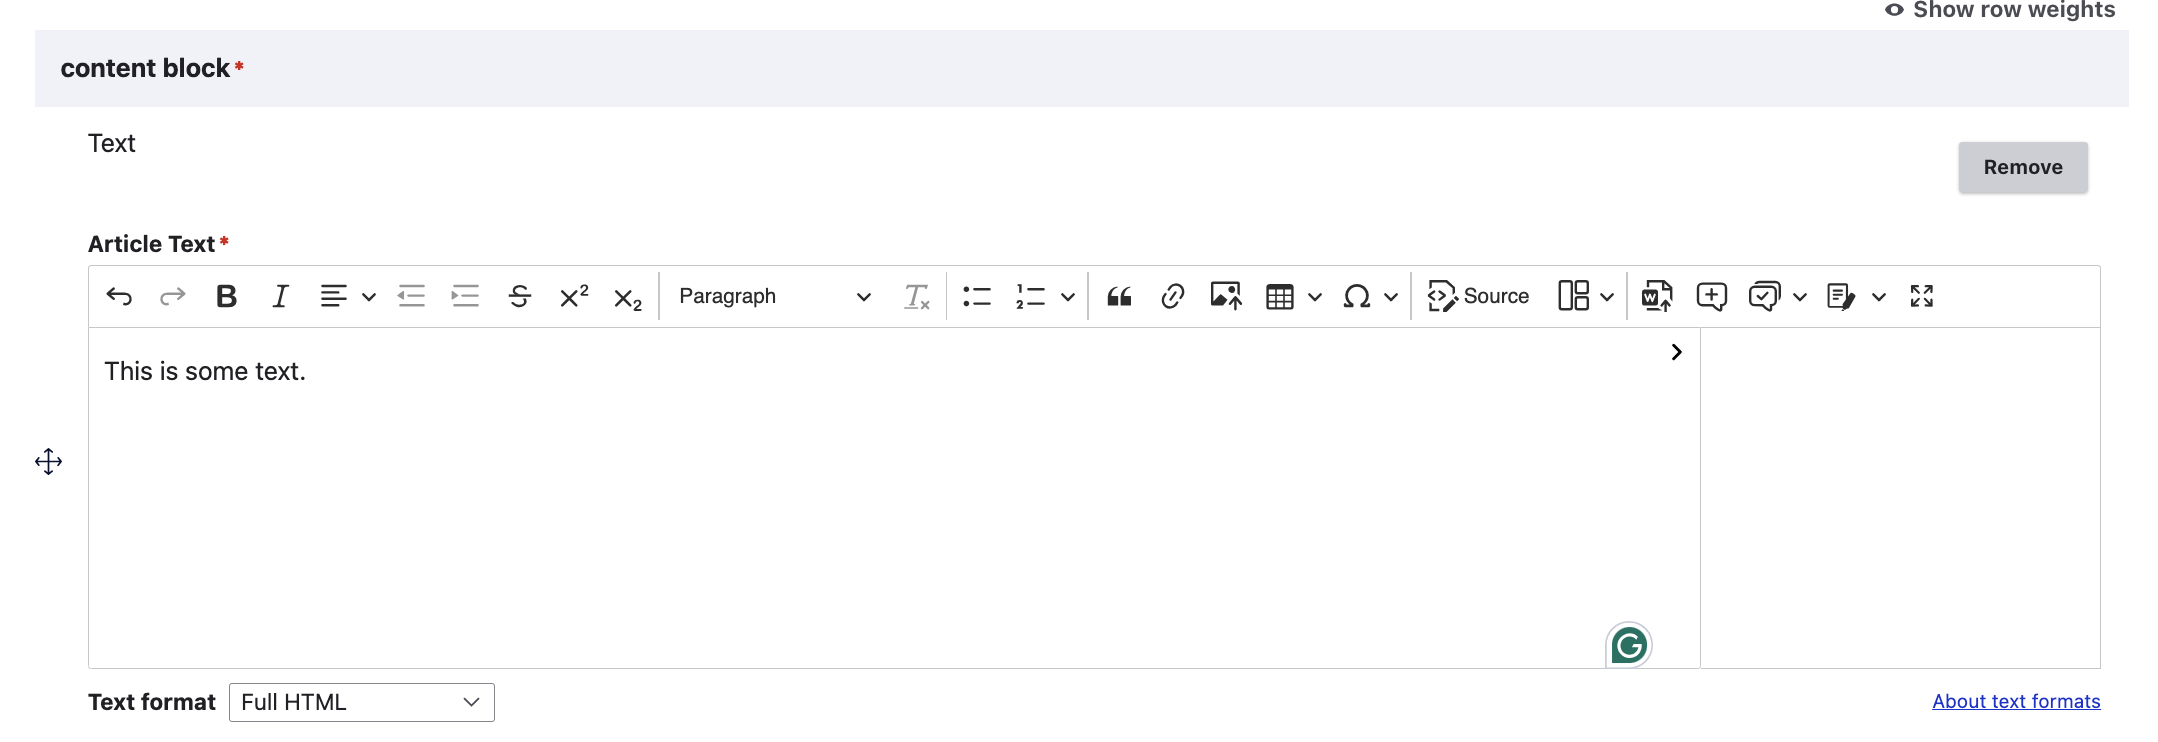 Show row weights
content block*
Text
Remove
Article Text*
Paragraph
Source
This is some text.
Text format Full HTML
About text formats